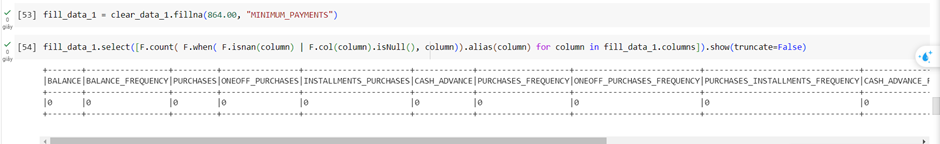 [53] fill_data_1 = clear_data_1.fillna(864.00, "MINIMUM_PAYMENTS")
0
giây
[54] fill_data_1.select([F.count( F.when( F.isnan(column) | F.col(column).isNull(), column)).alias(column) for column in fill_data_1.columns]).show(truncate=False)
0
giây
|BALANCE|BALANCE_FREQUENCY|PURCHASES|ONEOFF_PURCHASES|INSTALLMENTS_PURCHASES|CASH_ADVANCE|PURCHASES_FREQUENCY|ONEOFF_PURCHASES_FREQUENCY|PURCHASES_INSTALLMENTS_FREQUENCY|CASH_ADVANCE_F
|0 |0 |0 |0 |0 |0 |0 |0 |0 |0